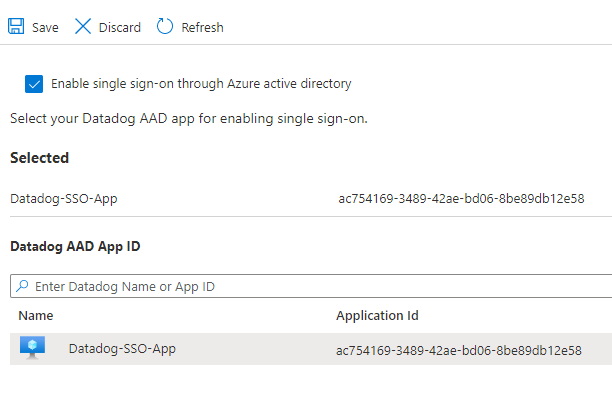 Save Discard Refresh
Enable single sign-on through Azure active directory
Select your Datadog AAD app for enabling single sign-on.
Selected
Datadog-SSO-App ac754169-3489-42ae-bd06-8be89db12e58
Datadog AAD App ID
Enter Datadog Name or App ID
Name Application Id
Datadog-SSO-App ac754169-3489-42ae-bd06-8be89db12e58